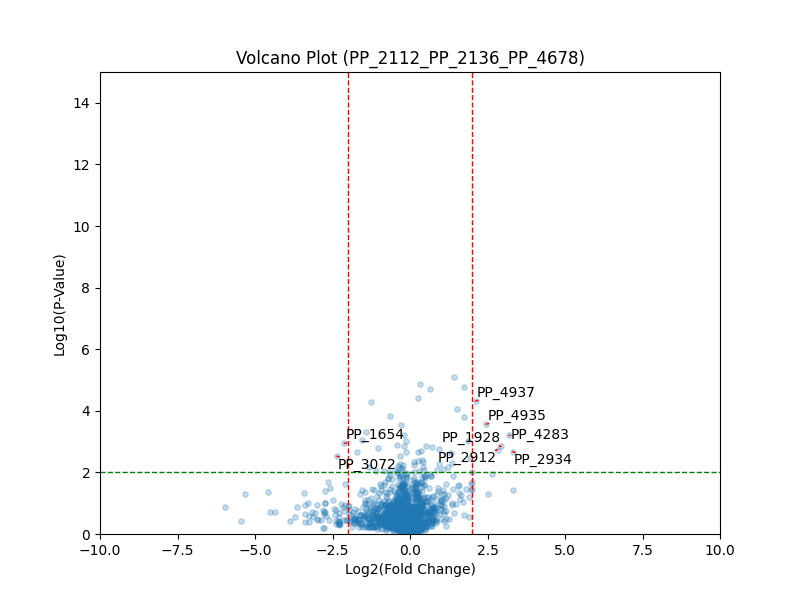 Volcano Plot (PP_2112_PP_2136_PP_4678)
Log10(P-Value)
14
12
10
8
6
4
2
0
PP_4937
PP_4935
PP_1654
PP_1928
PP_4283
PP_3072
PP_2912
PP_2934
−10.0 −7.5 −5.0 −2.5 0.0 2.5 5.0 7.5 10.0
Log2(Fold Change)